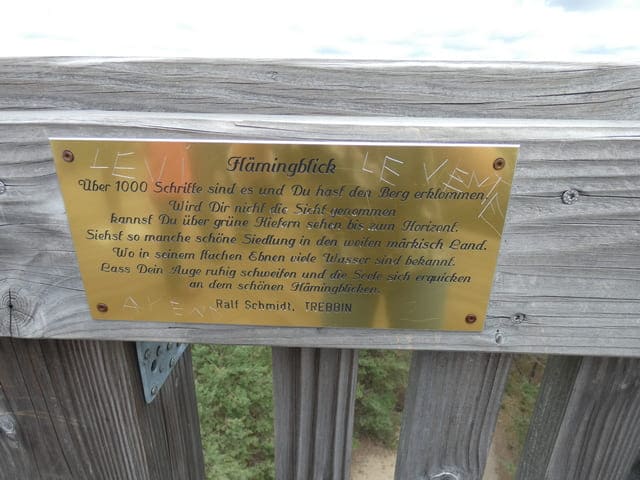 LEVI
LEVENT
Hämingblick
Über 1000 Schritte sind es und Du hast den Berg erklommen.
Wird Dir nicht die Sicht genommen
kannst Du über grüne Kiefern sehen bis zum Horizont.
Siehst so manche schöne Siedlung in den weiten märkisch Land.
Wo in seinem flachen Ebnen viele Wasser sind bekannt.
Lass Dein Auge ruhig schweifen und die Seele sich erquicken
an dem schönen Hämingblicken.
Ralf Schmidt, TREBBIN